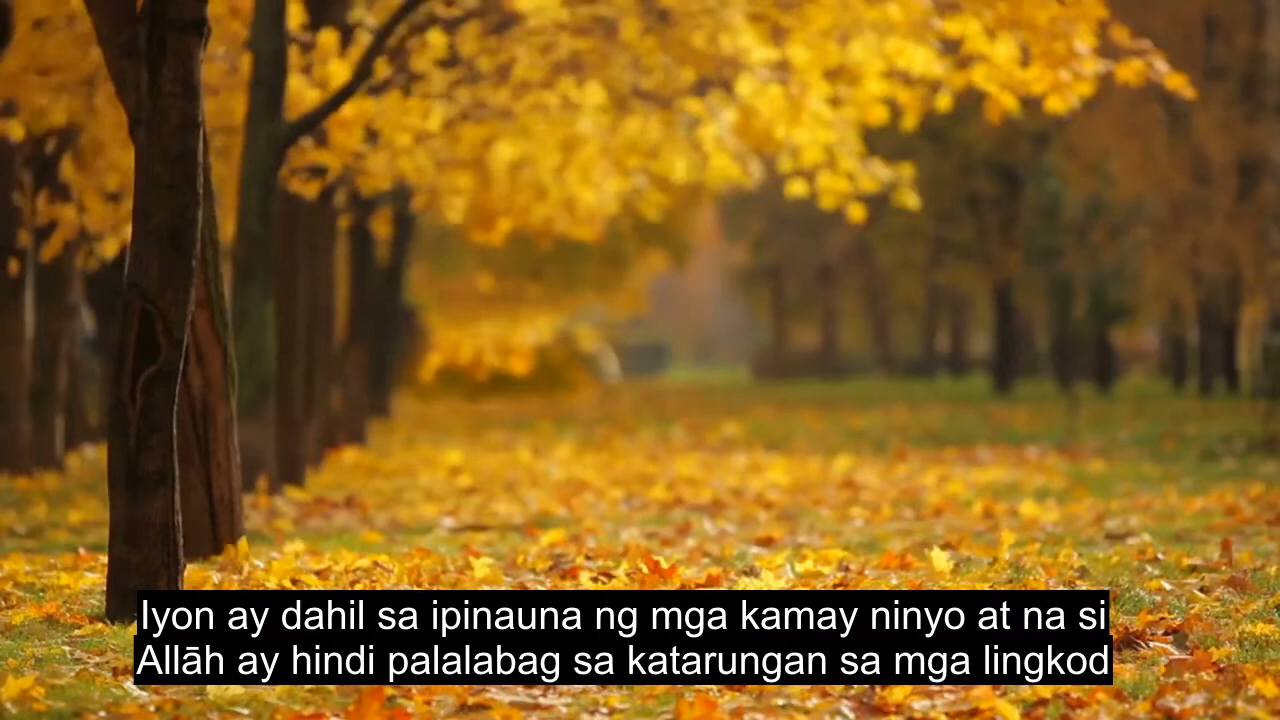 Iyon ay dahil sa ipinauna ng mga kamay ninyo at na si
Allāh ay hindi palalabag sa katarungan sa mga lingkod